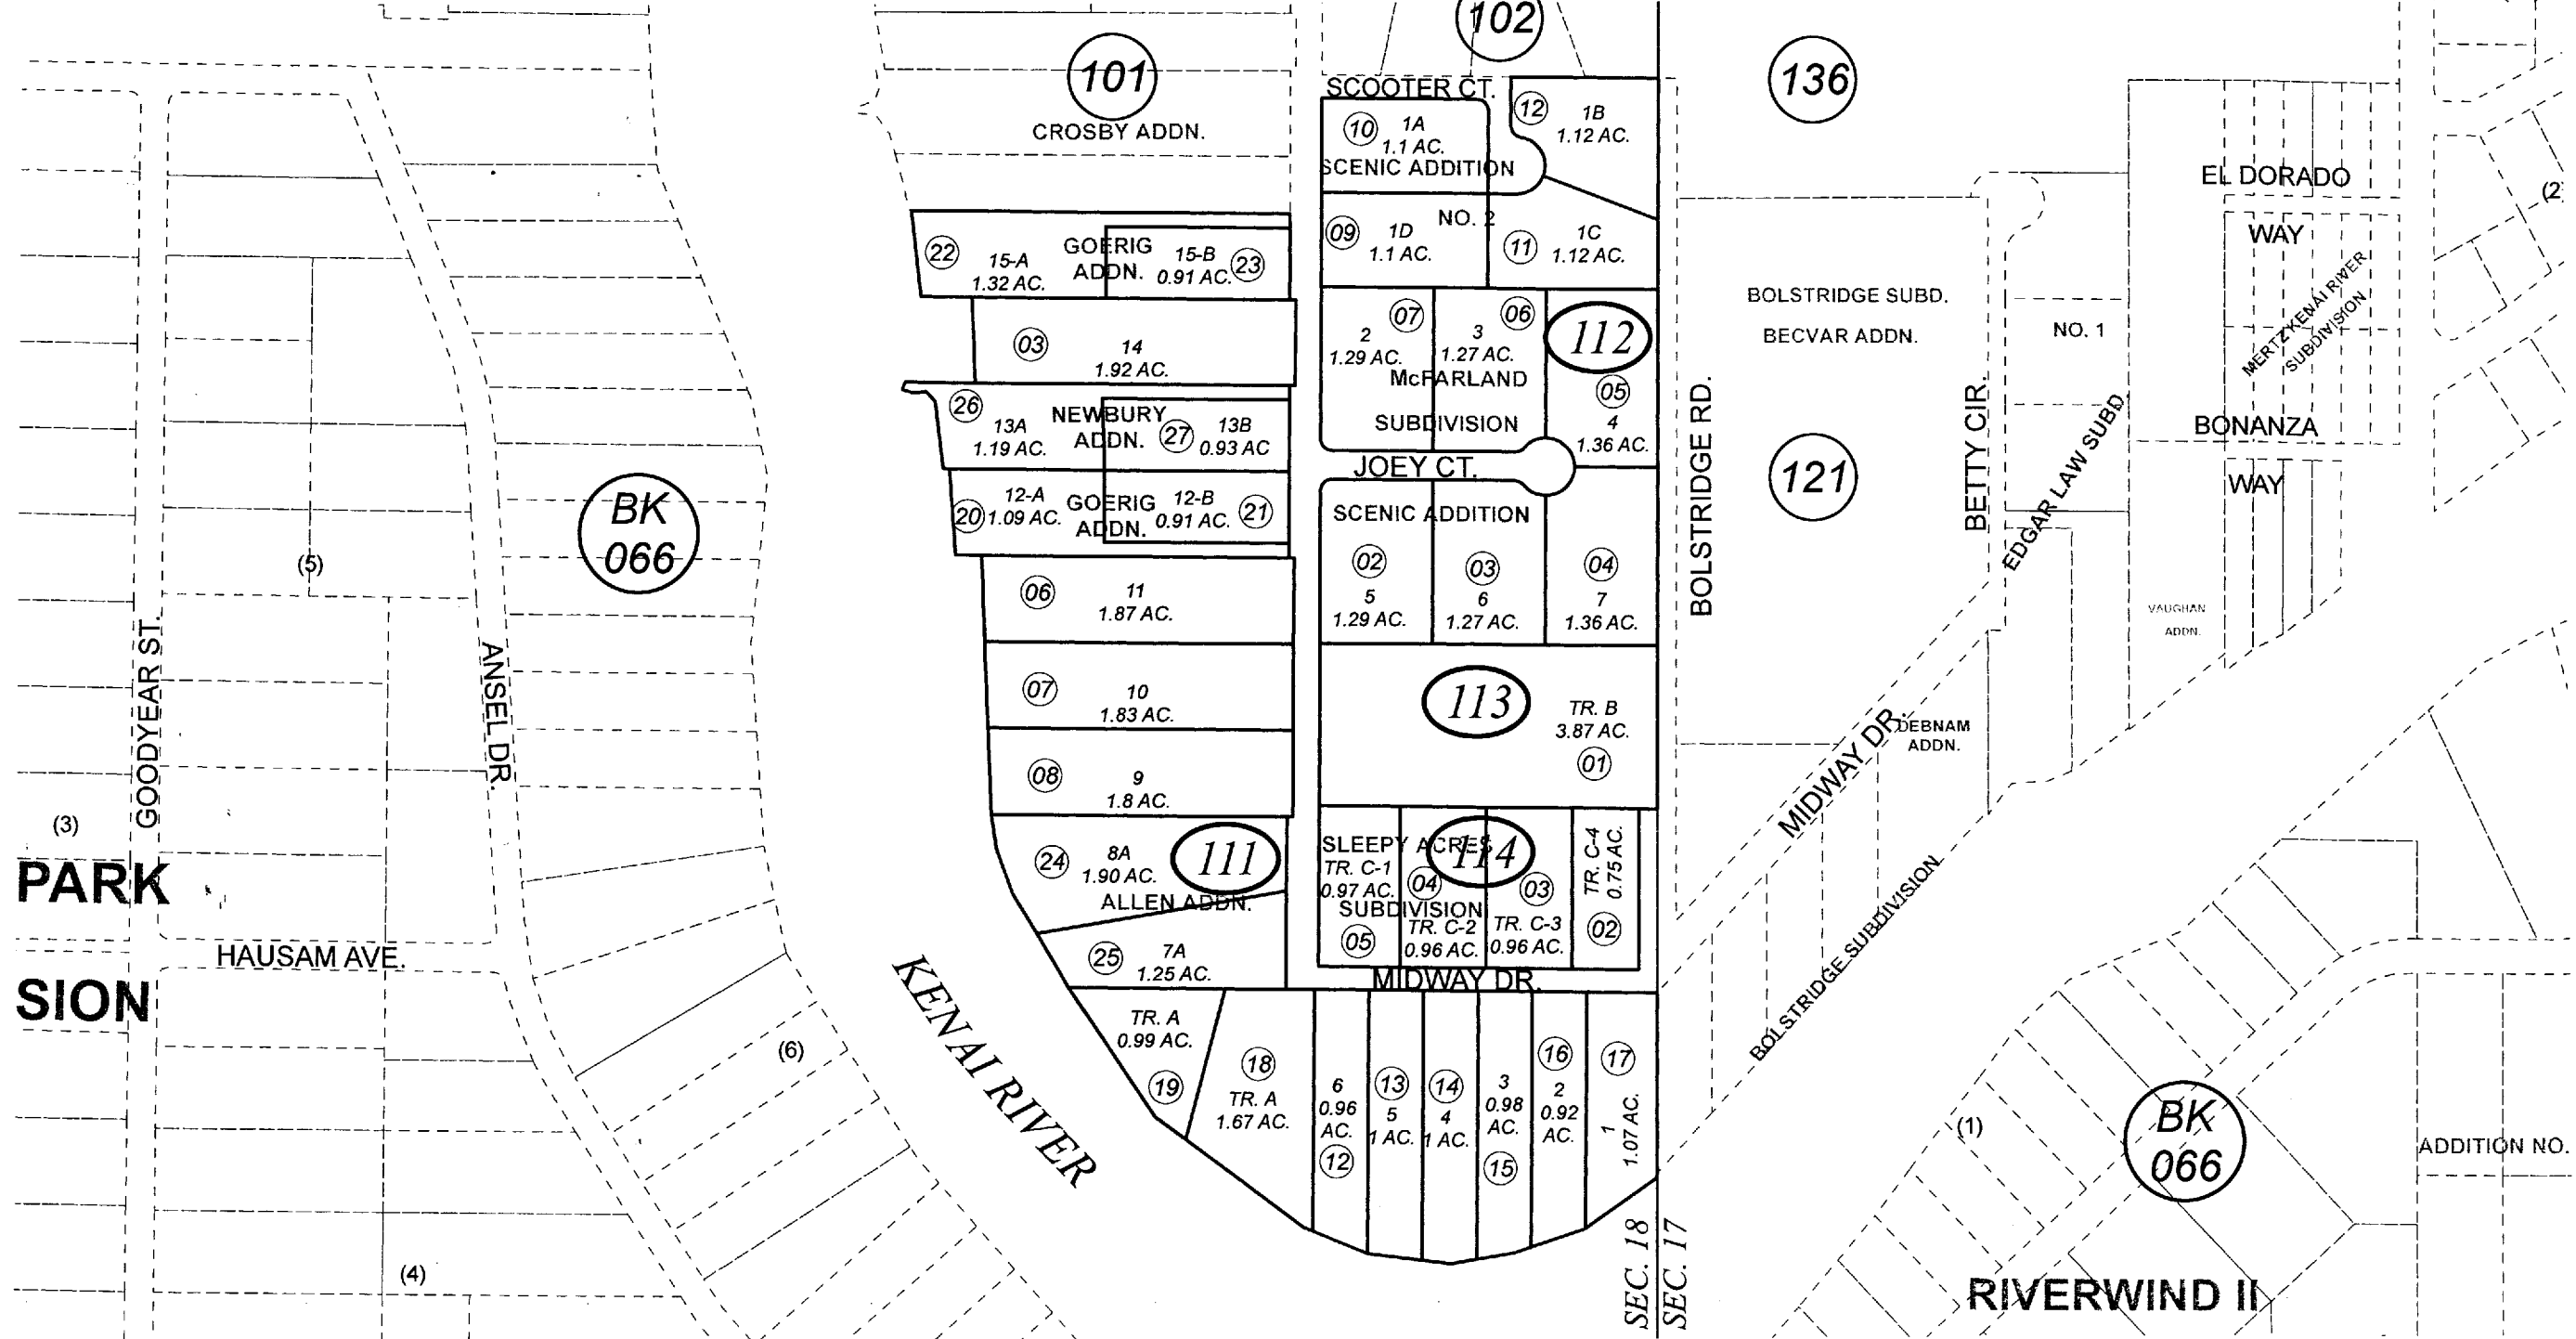 102
101
136
SCOOTER CT.
CROSBY ADDN.
10
1A
1.1 AC.
12
1B
1.12 AC.
SCENIC ADDITION
NO. 2
09
1D
1.1 AC.
11
1C
1.12 AC.
EL DORADO
WAY
(2
22
15-A
1.32 AC.
GOERIG
ADDN.
15-B
0.91 AC.
23
BOLSTRIDGE SUBD.
BECVAR ADDN.
NO. 1
MERTZ KENAI RIVER
SUBDIVISION
03
14
1.92 AC.
07
2
1.29 AC.
06
3
1.27 AC.
112
05
4
1.36 AC.
McFARLAND
SUBDIVISION
26
13A
1.19 AC.
NEWBURY
ADDN.
27
13B
0.93 AC
JOEY CT.
BOLSTRIDGE RD.
121
BETTY CIR.
EDGAR LAW SUBD.
BONANZA
WAY
BK
066
20
12-A
1.09 AC.
GOERIG
ADDN.
12-B
0.91 AC.
21
SCENIC ADDITION
02
5
1.29 AC.
03
6
1.27 AC.
04
7
1.36 AC.
(5)
06
11
1.87 AC.
VAUGHAN
ADDN.
GOODYEAR ST.
ANSEL DR.
07
10
1.83 AC.
113
TR. B
3.87 AC.
01
DEBNAM
ADDN.
MIDWAY DR.
08
9
1.8 AC.
(3)
PARK
SION
24
8A
1.90 AC.
111
ALLEN ADDN.
SLEEPY ACRES
114
TR. C-1
0.97 AC.
04
03
TR. C-4
0.75 AC.
SUBDIVISION
05
TR. C-2
0.96 AC.
TR. C-3
0.96 AC.
02
HAUSAM AVE.
25
7A
1.25 AC.
MIDWAY DR.
BOLSTRIDGE SUBDIVISION
KENAI RIVER
TR. A
0.99 AC.
19
18
TR. A
1.67 AC.
6
0.96
AC.
12
13
5
1 AC.
14
4
1 AC.
3
0.98
AC.
15
16
2
0.92
AC.
17
1
1.07 AC.
(6)
(1)
BK
066
ADDITION NO.
(4)
SEC. 18
SEC. 17
RIVERWIND II